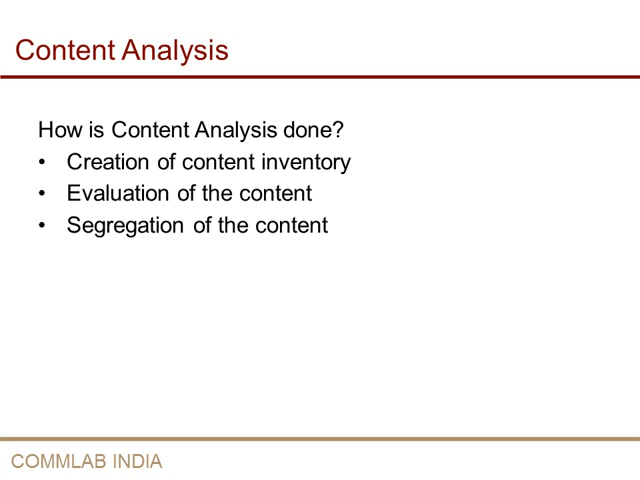 Content Analysis
How is Content Analysis done?
• Creation of content inventory
• Evaluation of the content
• Segregation of the content
COMMLAB INDIA